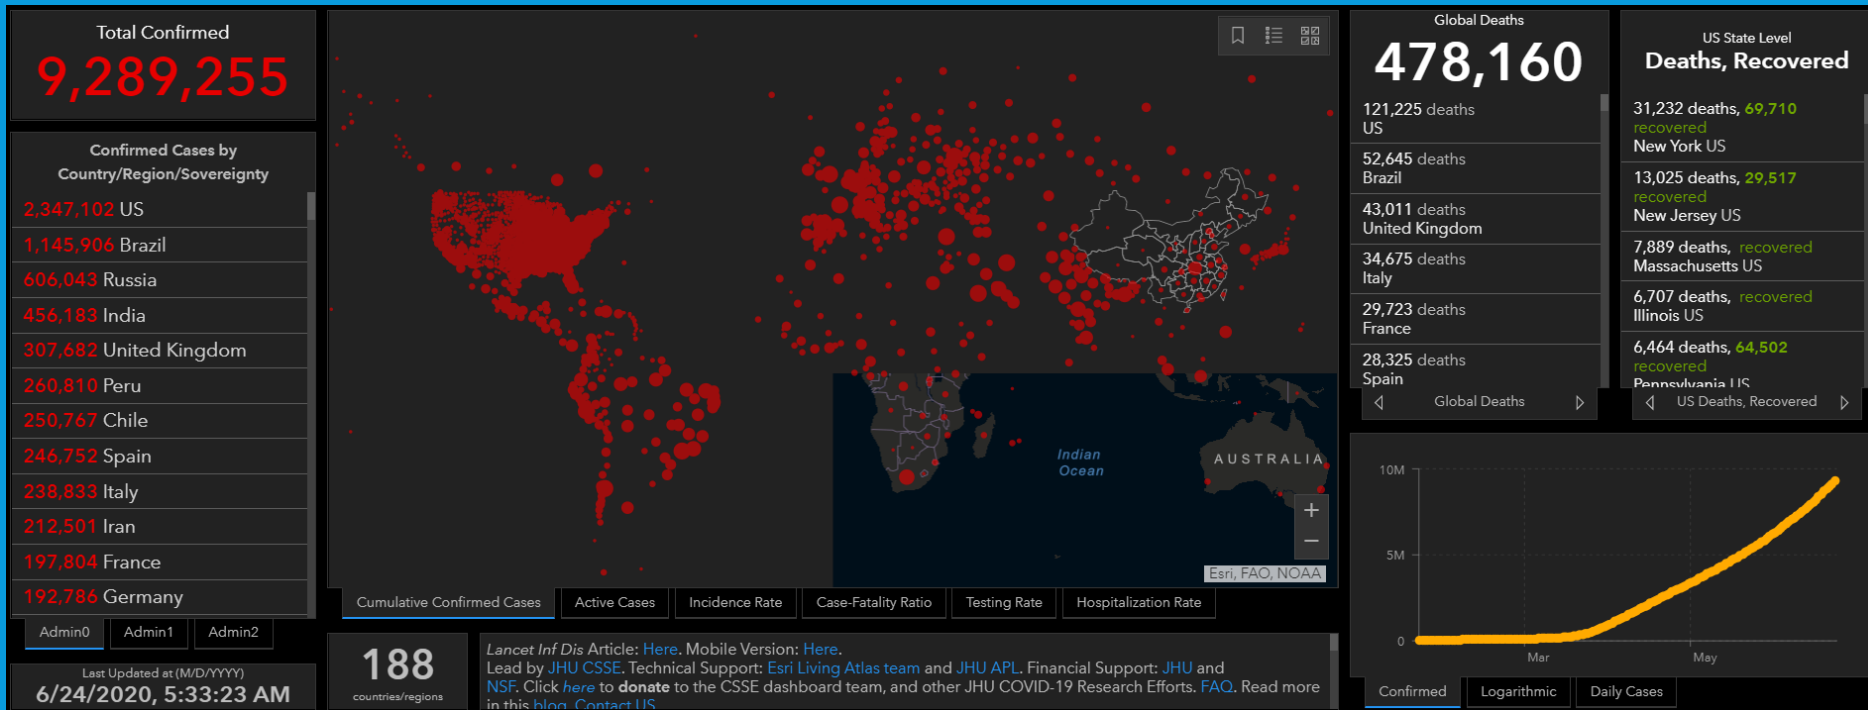 Total Confirmed
9,289,255
Confirmed Cases by
Country/Region/Sovereignty
2,347,102 US
1,145,906 Brazil
606,043 Russia
456,183 India
307,682 United Kingdom
260,810 Peru
250,767 Chile
246,752 Spain
238,833 Italy
212,501 Iran
197,804 France
192,786 Germany
Admin0
Admin1
Admin2
Last Updated at (M/D/YYYY)
6/24/2020, 5:33:23 AM
Indian
Ocean
AUSTRALIA
+
−
Esri, FAO, NOAA
Cumulative Confirmed Cases
Active Cases
Incidence Rate
Case-Fatality Ratio
Testing Rate
Hospitalization Rate
188
countries/regions
Lancet Inf Dis Article: Here. Mobile Version: Here.
Lead by JHU CSSE. Technical Support: Esri Living Atlas team and JHU APL. Financial Support: JHU and
NSF. Click here to donate to the CSSE dashboard team, and other JHU COVID-19 Research Efforts. FAQ. Read more
in this blog. Contact US.
Global Deaths
478,160
121,225 deaths
US
52,645 deaths
Brazil
43,011 deaths
United Kingdom
34,675 deaths
Italy
29,723 deaths
France
28,325 deaths
Spain
Global Deaths
US State Level
Deaths, Recovered
31,232 deaths, 69,710
recovered
New York US
13,025 deaths, 29,517
recovered
New Jersey US
7,889 deaths, recovered
Massachusetts US
6,707 deaths, recovered
Illinois US
6,464 deaths, 64,502
recovered
Pennsylvania US
US Deaths, Recovered
10M
5M
0
Mar
May
Confirmed
Logarithmic
Daily Cases